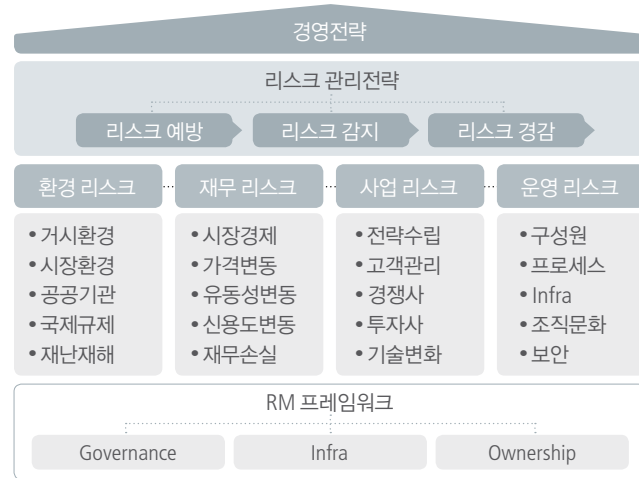 경영전략
리스크 관리전략
리스크 예방
리스크 감지
리스크 경감
환경 리스크
재무 리스크
사업 리스크
운영 리스크
• 거시환경
• 시장환경
• 공공기관
• 국제규제
• 재난재해
• 시장경제
• 가격변동
• 유동성변동
• 신용도변동
• 재무손실
• 전략수립
• 고객관리
• 경쟁사
• 투자사
• 기술변화
• 구성원
• 프로세스
• Infra
• 조직문화
• 보안
RM 프레임워크
Governance
Infra
Ownership